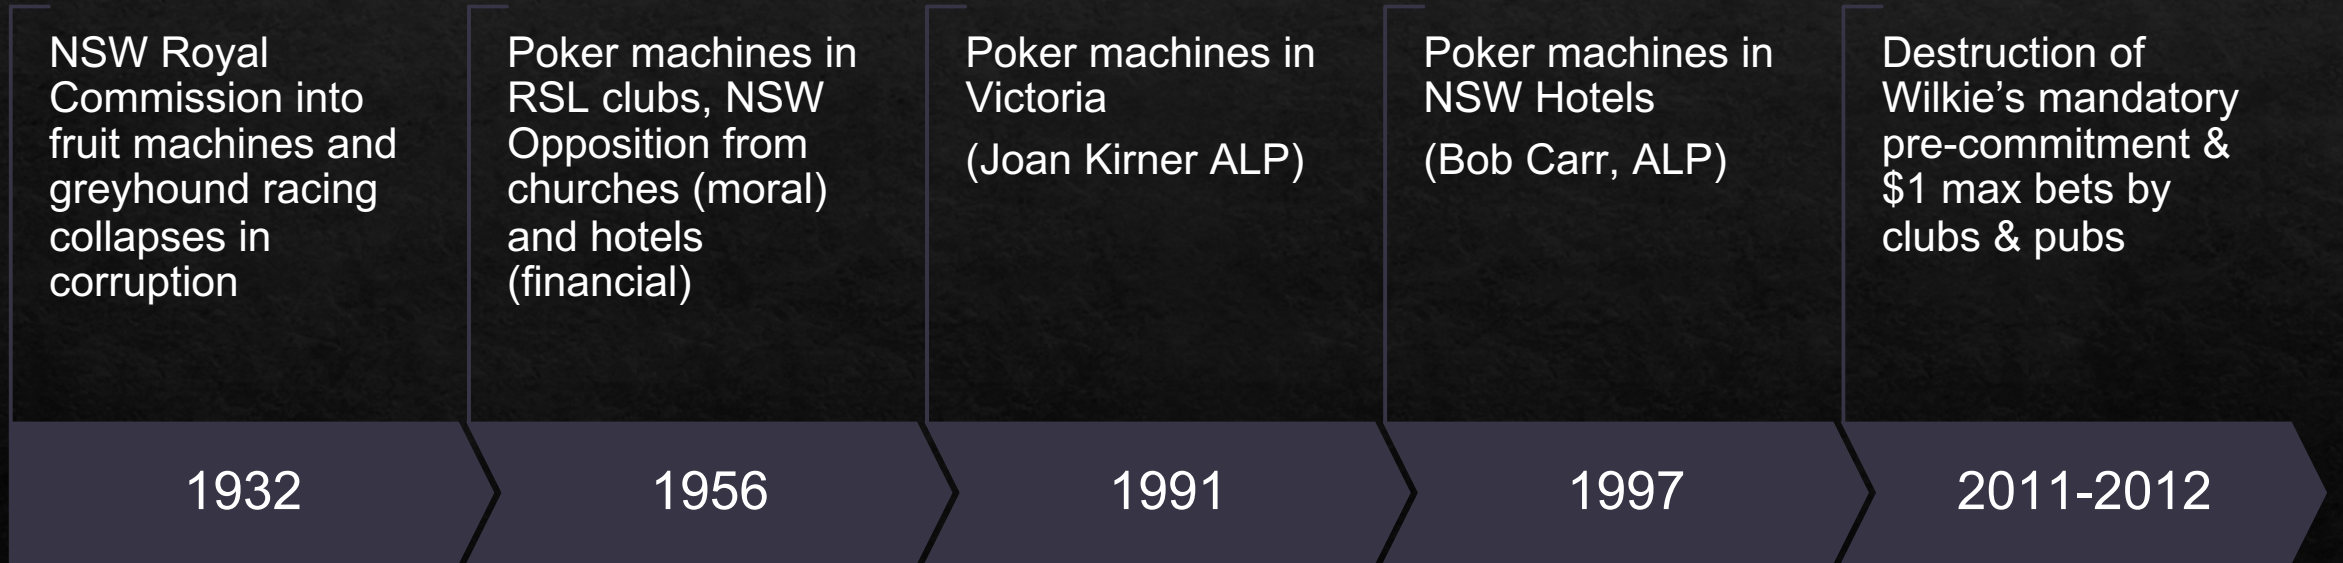 NSW Royal
Commission into
fruit machines and
greyhound racing
collapses in
corruption
Poker machines in
RSL clubs, NSW
Opposition from
churches (moral)
and hotels
(financial)
Poker machines in
Victoria
(Joan Kirner ALP)
Poker machines in
NSW Hotels
(Bob Carr, ALP)
Destruction of
Wilkie’s mandatory
pre-commitment &
$1 max bets by
clubs & pubs
1932
1956
1991
1997
2011-2012